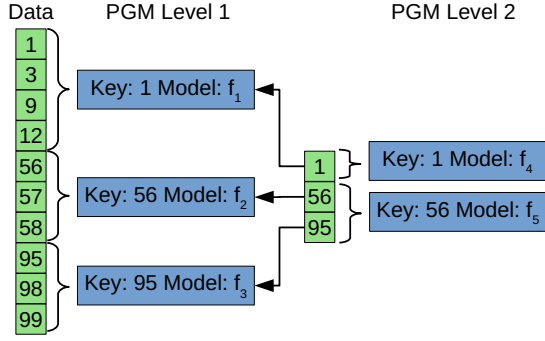 Data
PGM Level 1
PGM Level 2
1
3
9
12
56
57
58
95
98
99
Key: 1 Model: f₁
Key: 56 Model: f₂
Key: 95 Model: f₃
1
56
95
Key: 1 Model: f₄
Key: 56 Model: f₅